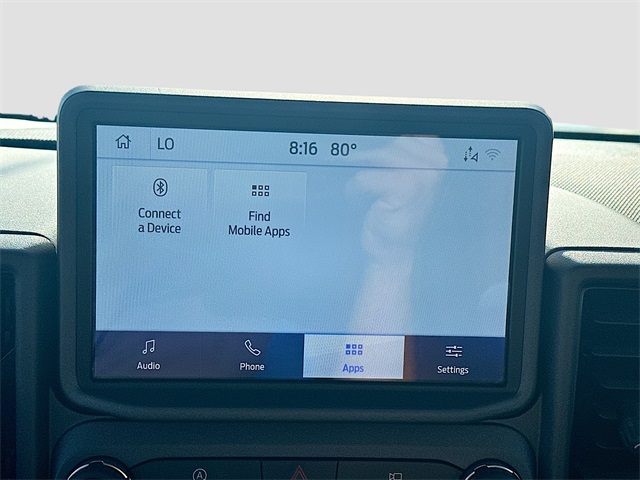 LO 8:16 80°
Connect
a Device
Find
Mobile Apps
Audio Phone Apps Settings
A